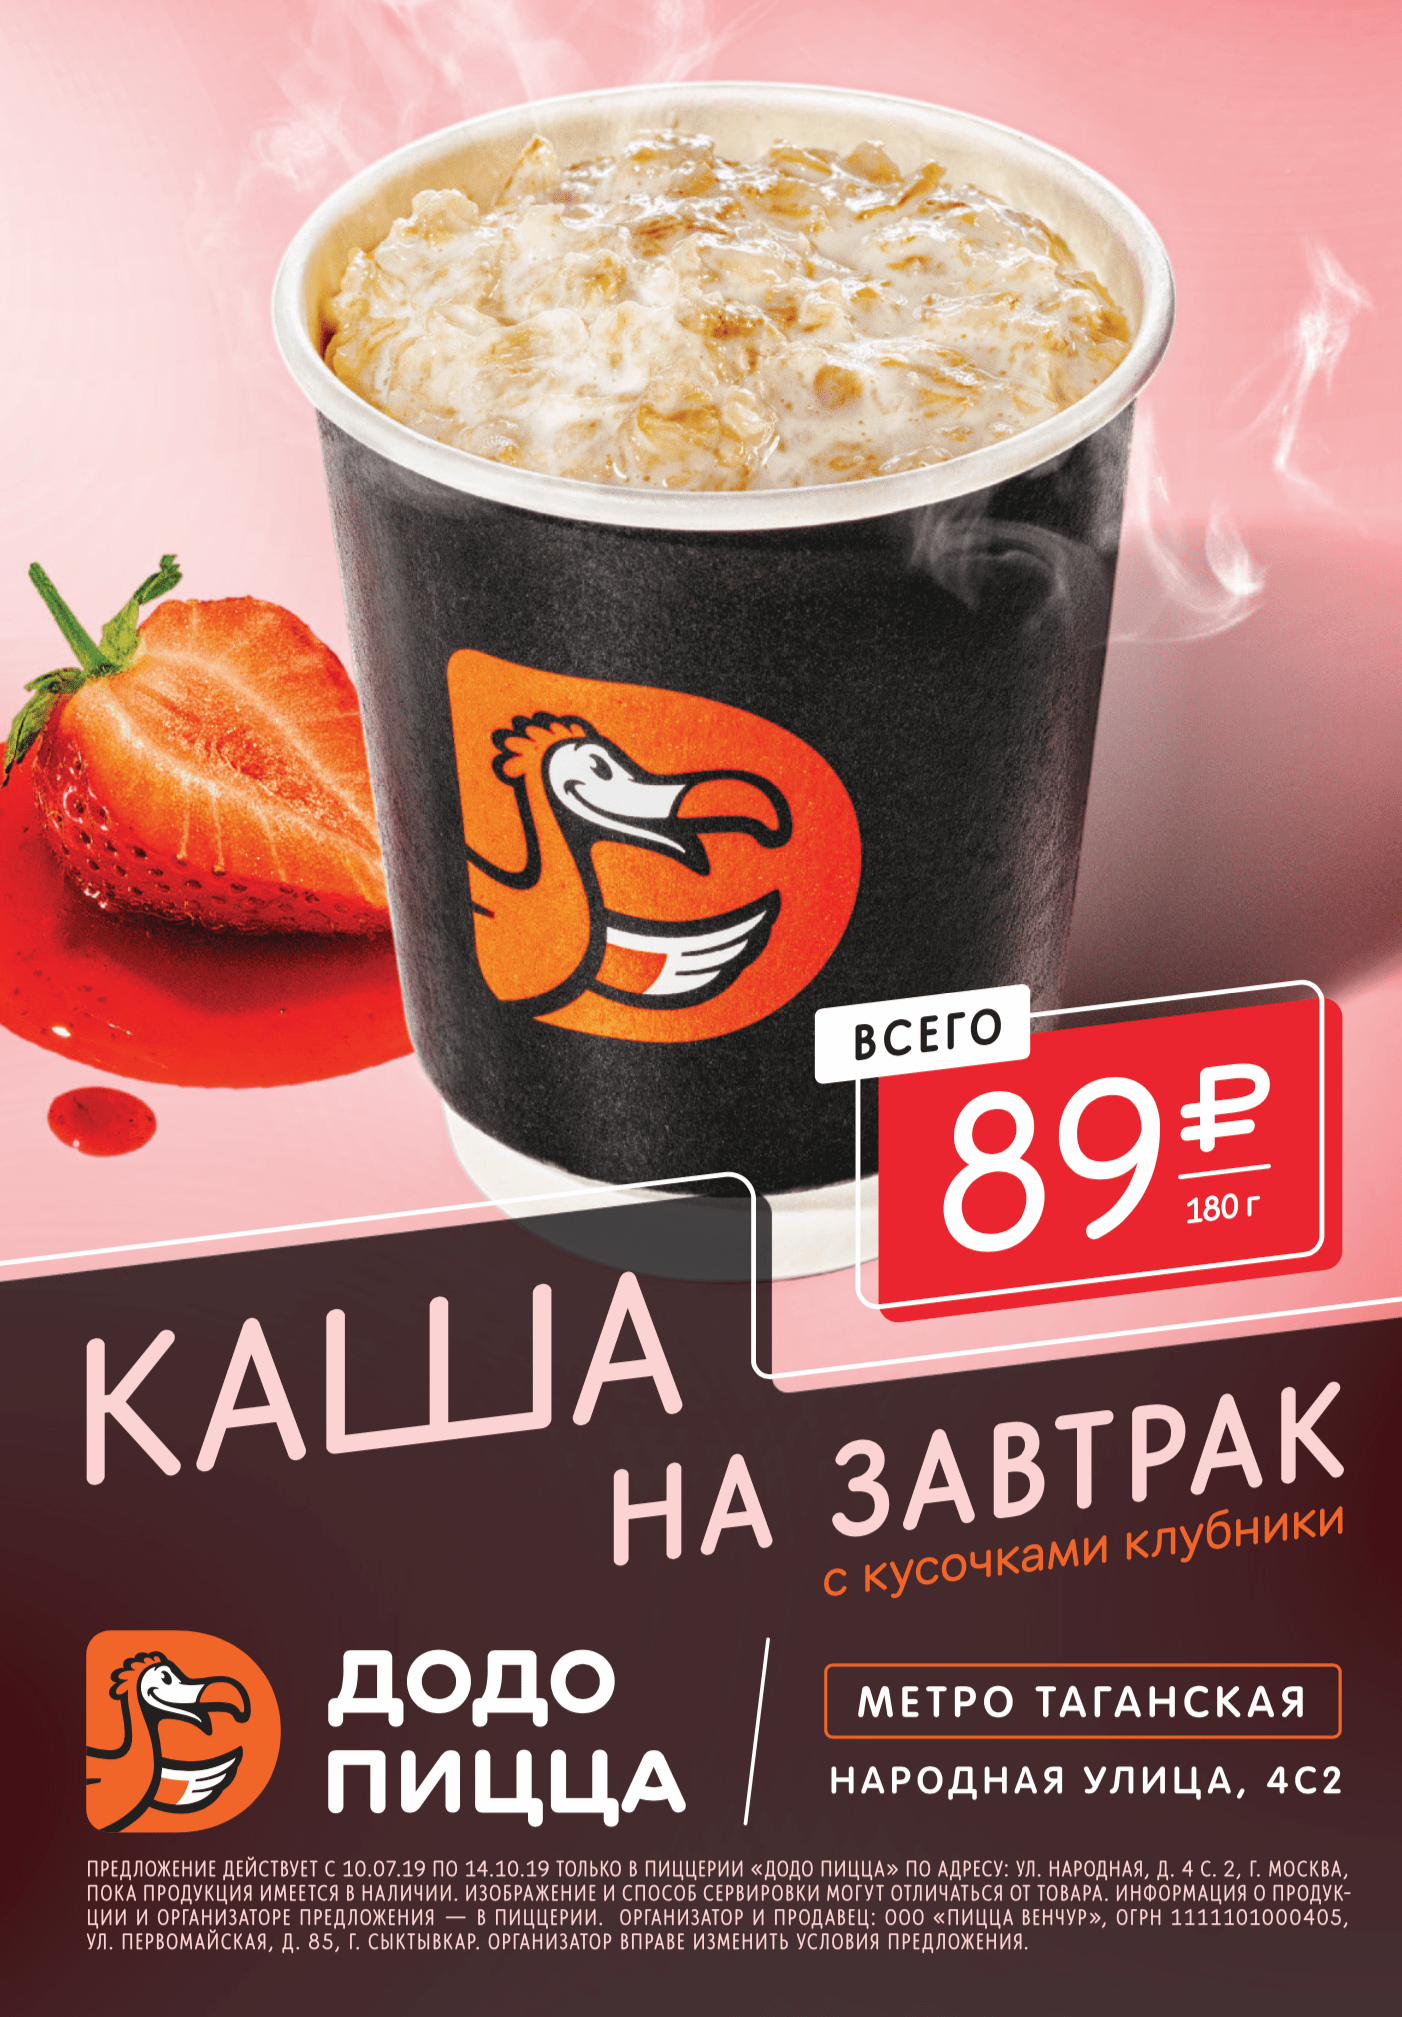 ВСЕГО
89₽
180 г
КАША
НА ЗАВТРАК
с кусочками клубники
ДОДО
ПИЦЦА
МЕТРО ТАГАНСКАЯ
НАРОДНАЯ УЛИЦА, 4С2
ПРЕДЛОЖЕНИЕ ДЕЙСТВУЕТ С 10.07.19 ПО 14.10.19 ТОЛЬКО В ПИЦЦЕРИИ «ДОДО ПИЦЦА» ПО АДРЕСУ: УЛ. НАРОДНАЯ, Д. 4 С. 2, Г. МОСКВА,
ПОКА ПРОДУКЦИЯ ИМЕЕТСЯ В НАЛИЧИИ. ИЗОБРАЖЕНИЕ И СПОСОБ СЕРВИРОВКИ МОГУТ ОТЛИЧАТЬСЯ ОТ ТОВАРА. ИНФОРМАЦИЯ О ПРОДУК-
ЦИИ И ОРГАНИЗАТОРЕ ПРЕДЛОЖЕНИЯ — В ПИЦЦЕРИИ. ОРГАНИЗАТОР И ПРОДАВЕЦ: ООО «ПИЦЦА ВЕНЧУР», ОГРН 1111101000405,
УЛ. ПЕРВОМАЙСКАЯ, Д. 85, Г. СЫКТЫВКАР. ОРГАНИЗАТОР ВПРАВЕ ИЗМЕНИТЬ УСЛОВИЯ ПРЕДЛОЖЕНИЯ.